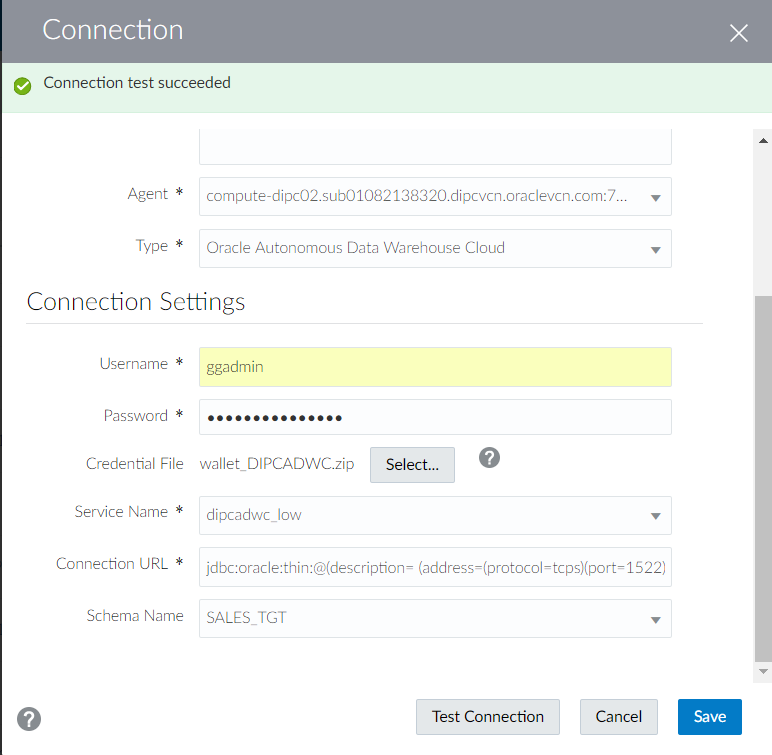 Connection
Connection test succeeded
Agent * compute-dipc02.sub01082138320.dipcvcn.oraclevcn.com:7...
Type * Oracle Autonomous Data Warehouse Cloud
Connection Settings
Username * ggadmin
Password * ●●●●●●●●●●●●●●●
Credential File wallet_DIPCADWC.zip Select... ?
Service Name * dipcadwc_low
Connection URL * jdbc:oracle:thin:@(description= (address=(protocol=tcps)(port=1522)
Schema Name SALES_TGT
? Test Connection Cancel Save